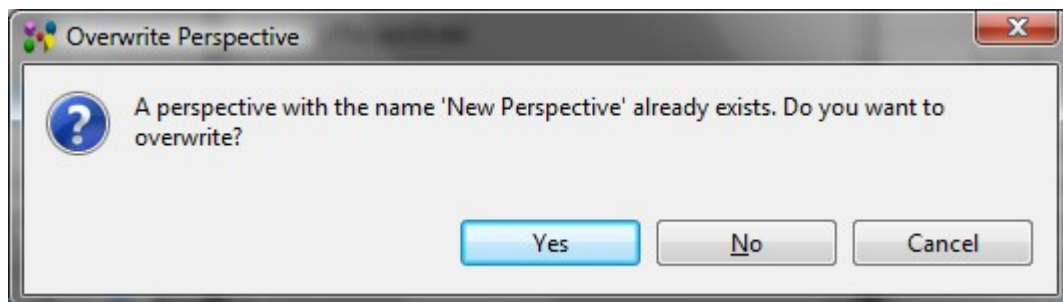 Overwrite Perspective
A perspective with the name 'New Perspective' already exists. Do you want to
overwrite?
Yes
No
Cancel